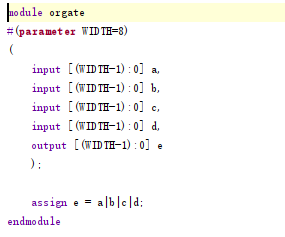 module orgate
#(parameter WIDTH=8)
(
input [(WIDTH-1):0] a,
input [(WIDTH-1):0] b,
input [(WIDTH-1):0] c,
input [(WIDTH-1):0] d,
output [(WIDTH-1):0] e
);
assign e = a|b|c|d;
endmodule